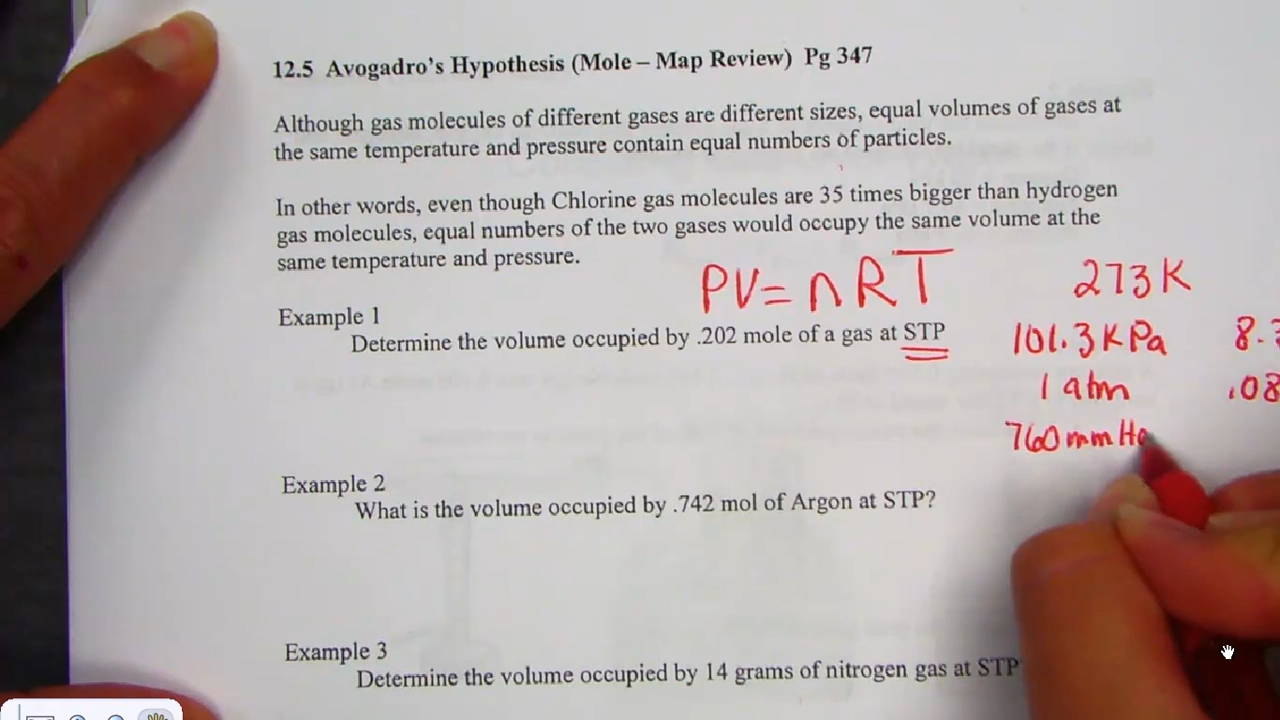 12.5 Avogadro's Hypothesis (Mole – Map Review) Pg 347
Although gas molecules of different gases are different sizes, equal volumes of gases at
the same temperature and pressure contain equal numbers of particles.
In other words, even though Chlorine gas molecules are 35 times bigger than hydrogen
gas molecules, equal numbers of the two gases would occupy the same volume at the
same temperature and pressure.
PV=nRT
273K
Example 1
Determine the volume occupied by .202 mole of a gas at STP
101.3KPa 8.
1 atm .08
760mm
Example 2
What is the volume occupied by .742 mol of Argon at STP?
Example 3
Determine the volume occupied by 14 grams of nitrogen gas at STP